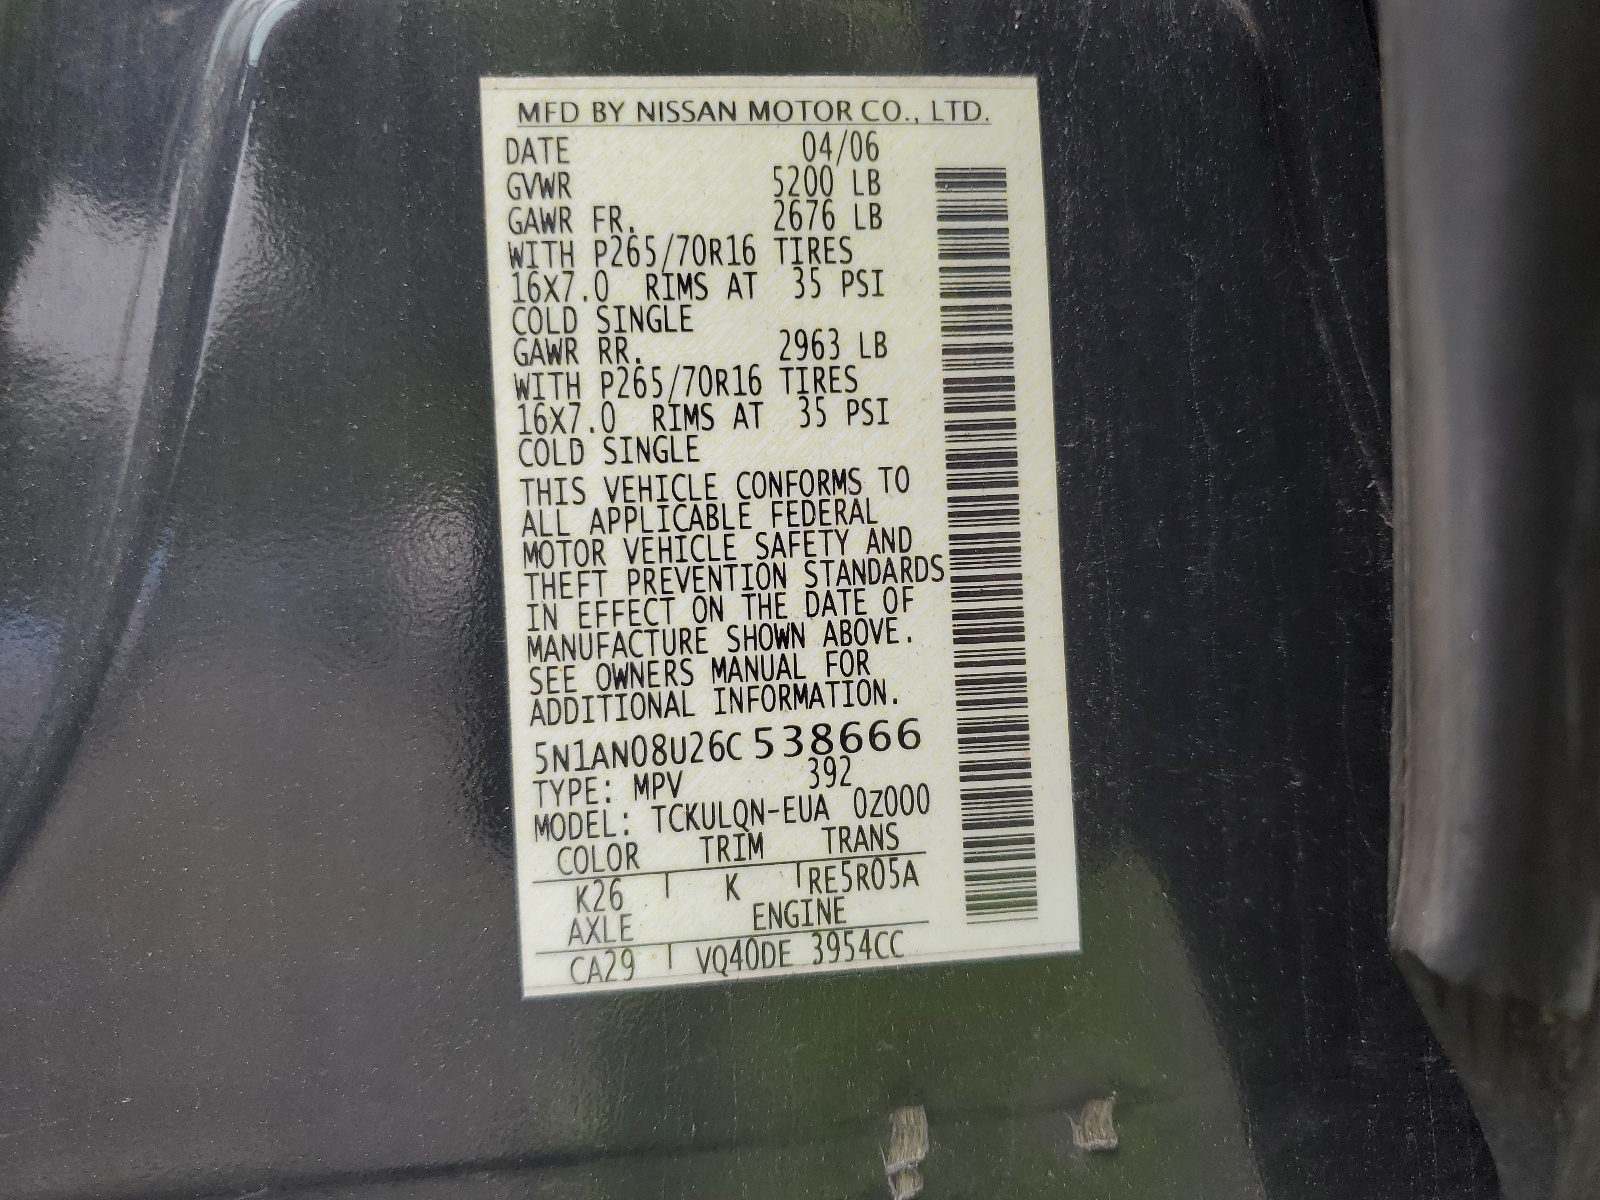 MFD BY NISSAN MOTOR CO., LTD.
DATE 04/06
GVWR 5200 LB
GAWR FR. 2676 LB
WITH P265/70R16 TIRES
16X7.0 RIMS AT 35 PSI
COLD SINGLE
GAWR RR. 2963 LB
WITH P265/70R16 TIRES
16X7.0 RIMS AT 35 PSI
COLD SINGLE
THIS VEHICLE CONFORMS TO
ALL APPLICABLE FEDERAL
MOTOR VEHICLE SAFETY AND
THEFT PREVENTION STANDARDS
IN EFFECT ON THE DATE OF
MANUFACTURE SHOWN ABOVE.
SEE OWNERS MANUAL FOR
ADDITIONAL INFORMATION.
5N1AN08U26C538666
TYPE: MPV 392
MODEL: TCKULQN-EUA 0Z000
COLOR TRIM TRANS
K26 K RE5R05A
AXLE ENGINE
CA29 VQ40DE 3954CC